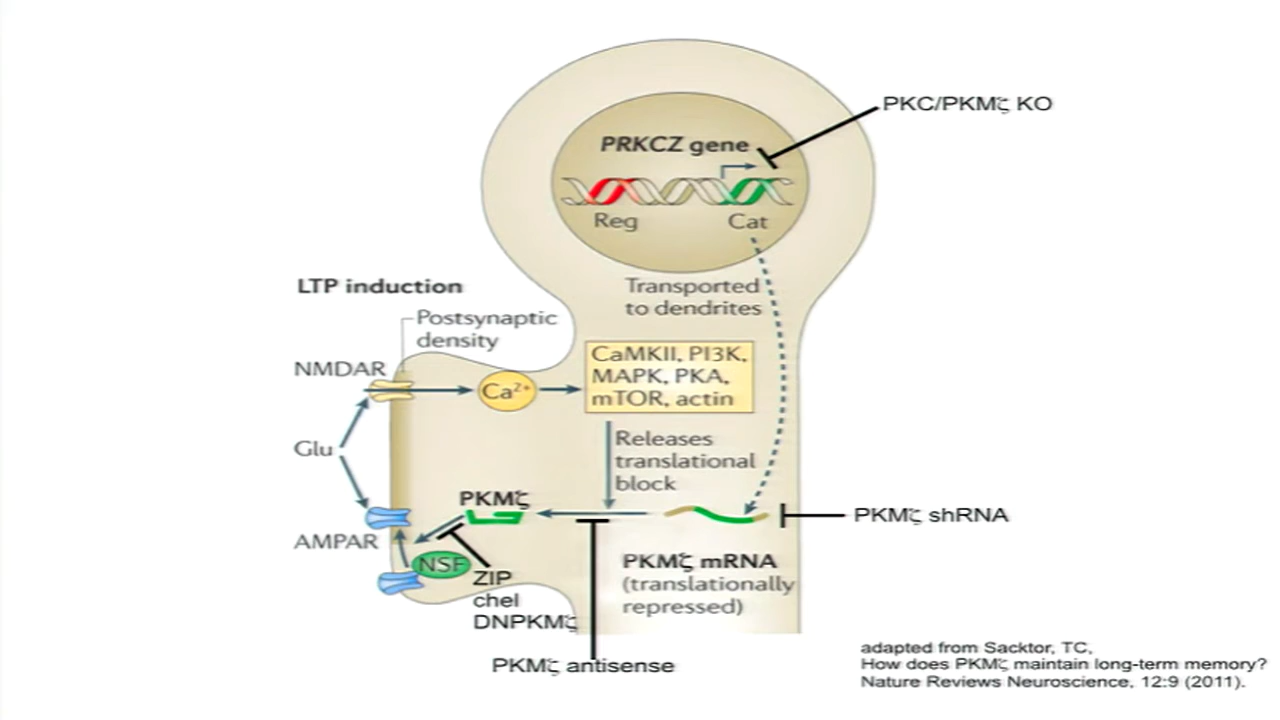 PKC/PKMζ KO
PRKCZ gene
Reg
Cat
Transported
to dendrites
LTP induction
Postsynaptic
density
NMDAR
Ca²⁺
CaMKII, PI3K,
MAPK, PKA,
mTOR, actin
Glu
Releases
translational
block
PKMζ
PKMζ shRNA
AMPAR
NSF
PKMζ mRNA
(translationally
repressed)
ZIP
chel
DNPKMζ
PKMζ antisense
adapted from Sacktor, TC,
How does PKMζ maintain long-term memory?
Nature Reviews Neuroscience, 12:9 (2011).